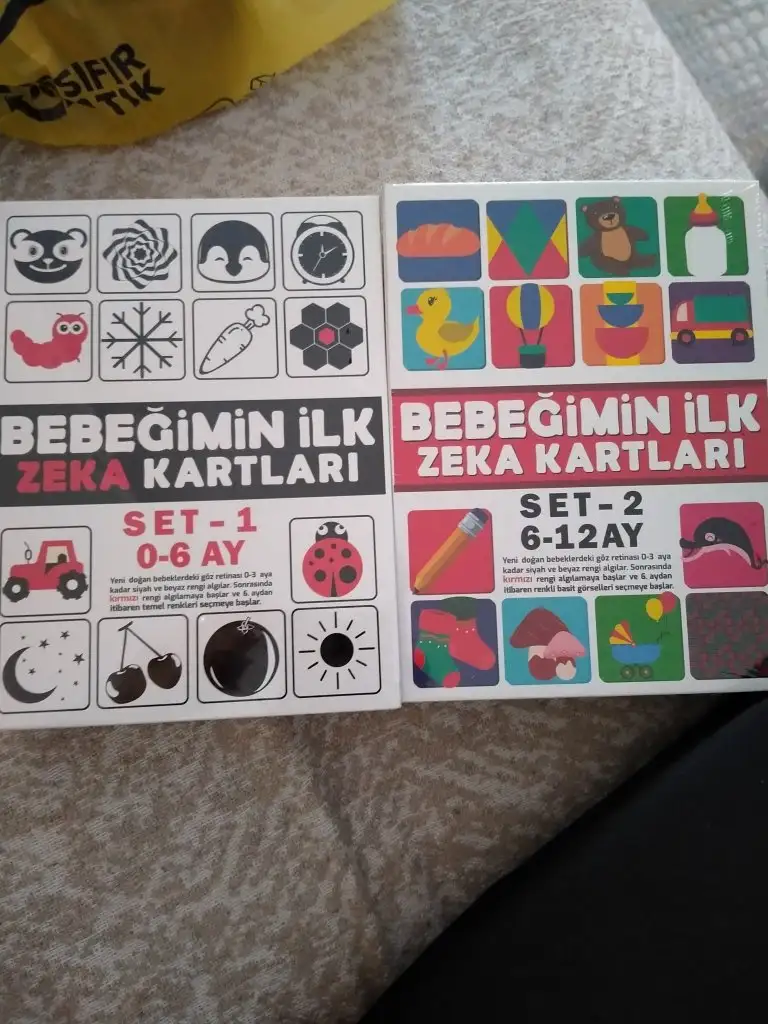 SIFIR
ATIK
BEBEĞİMİN İLK
ZEKA KARTLARI
SET - 1
0-6 AY
Yeni doğan bebeklerdeki göz retinası 0-3 aya
kadar siyah ve beyaz rengi algılar. Sonrasında
kırmızı rengi algılamaya başlar ve 6. aydan
itibaren temel renkleri seçmeye başlar.
BEBEĞİMİN İLK
ZEKA KARTLARI
SET - 2
6-12 AY
Yeni doğan bebeklerdeki göz retinası 0-3 aya
kadar siyah ve beyaz rengi algılar. Sonrasında
kırmızı rengi algılamaya başlar ve 6. aydan
itibaren renkli basit görselleri seçmeye başlar.